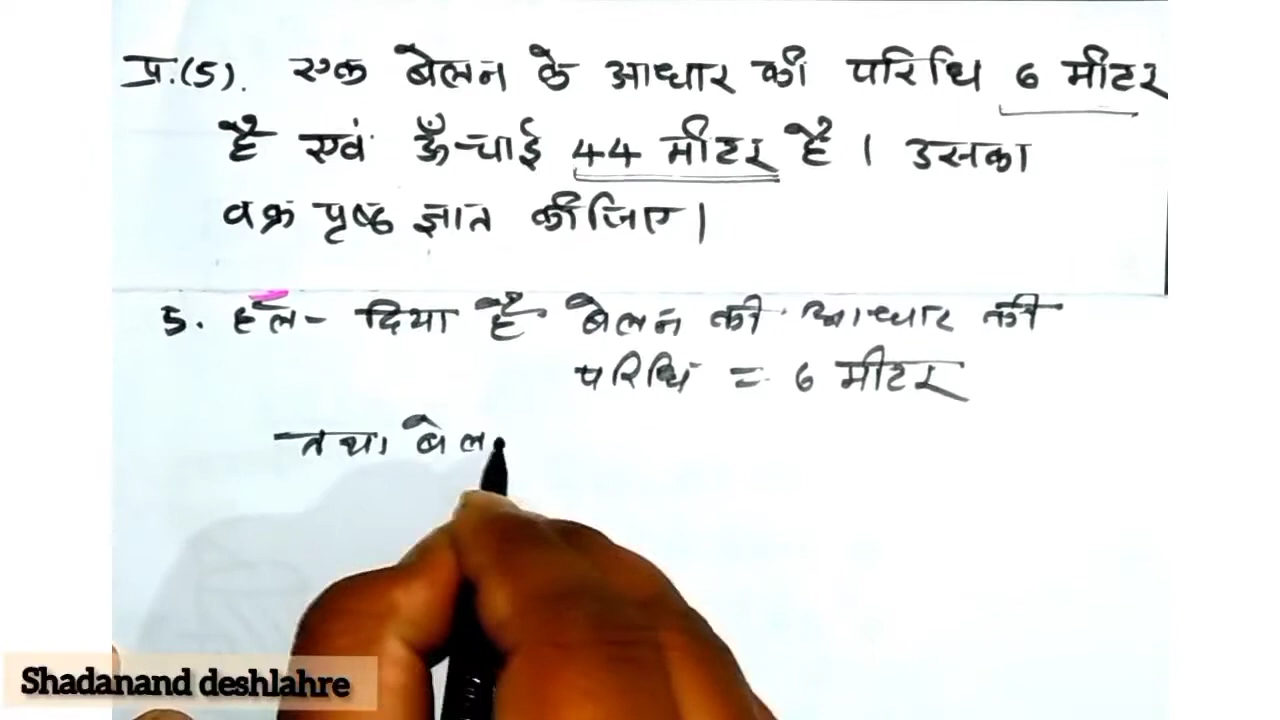 प्र.(5). एक बेलन के आधार की परिधि 6 मीटर
है एवं ऊँचाई 44 मीटर है । उसका
वक्र पृष्ठ ज्ञात कीजिए ।
5. हल- दिया है बेलन की आधार की
परिधि = 6 मीटर
तथा बेल
Shadanand deshlahre